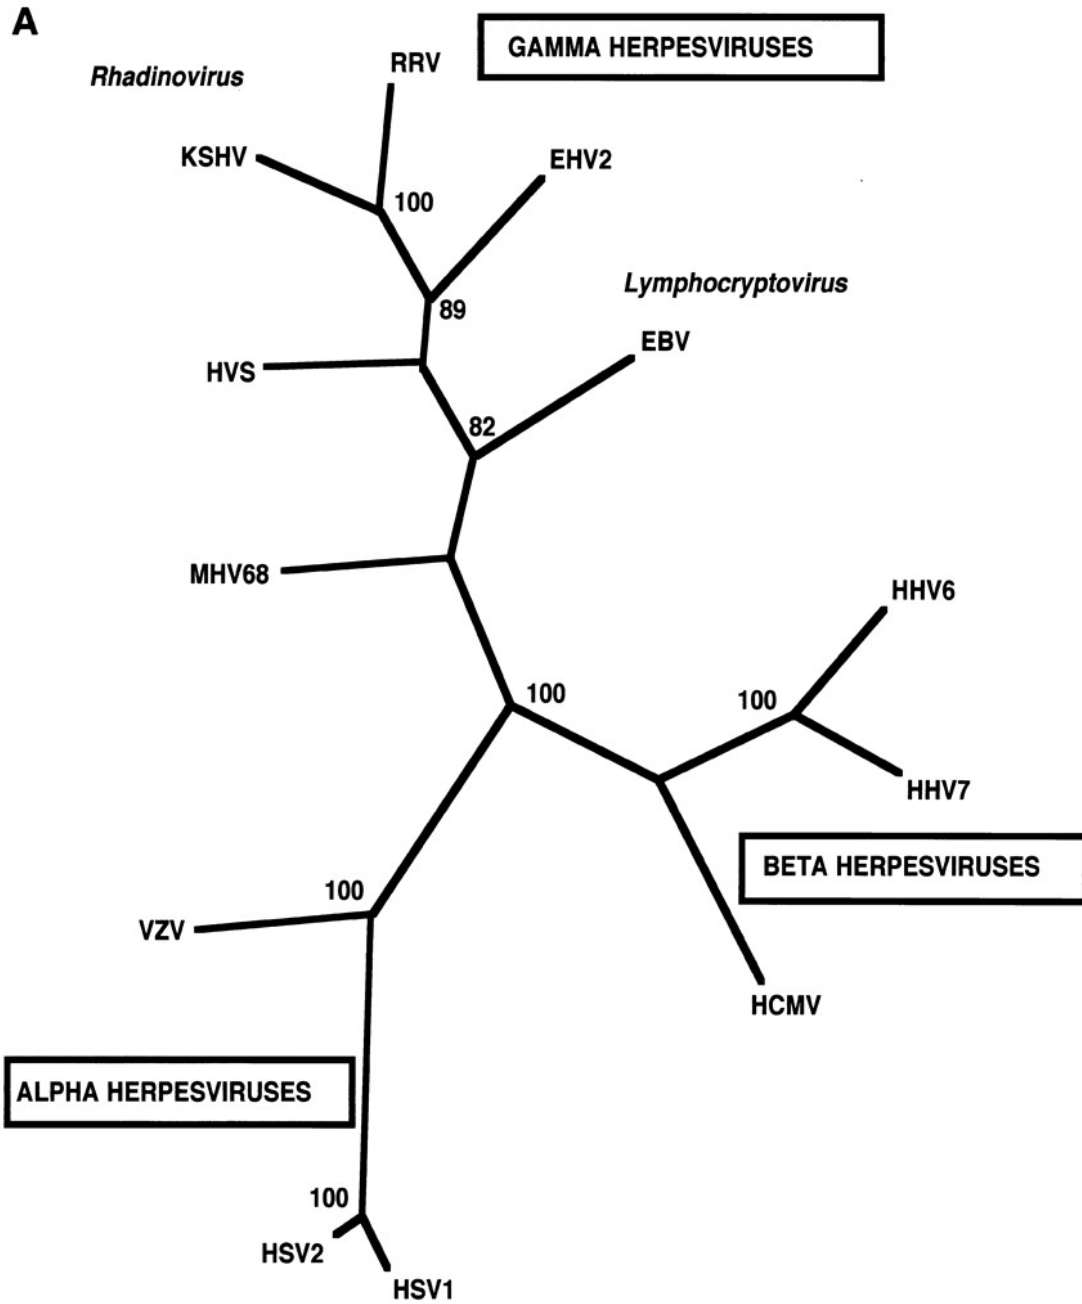 A
GAMMA HERPESVIRUSES
RRV
Rhadinovirus
KSHV
EHV2
100
Lymphocryptovirus
89
EBV
HVS
82
MHV68
HHV6
100
100
HHV7
BETA HERPESVIRUSES
100
VZV
HCMV
ALPHA HERPESVIRUSES
100
HSV2
HSV1